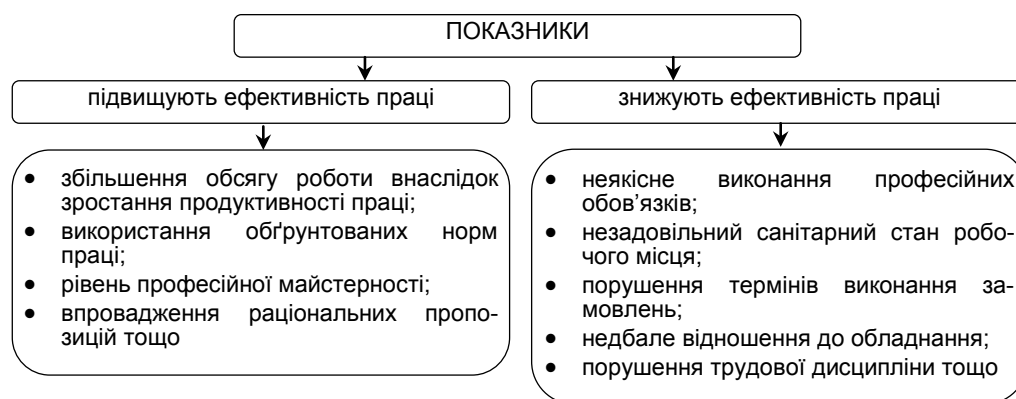 ПОКАЗНИКИ
підвищують ефективність праці
знижують ефективність праці
• збільшення обсягу роботи внаслідок
зростання продуктивності праці;
• використання обґрунтованих норм
праці;
• рівень професійної майстерності;
• впровадження раціональних пропо-
зицій тощо
• неякісне виконання професійних
обов’язків;
• незадовільний санітарний стан робо-
чого місця;
• порушення термінів виконання за-
мовлень;
• недбале відношення до обладнання;
• порушення трудової дисципліни тощо